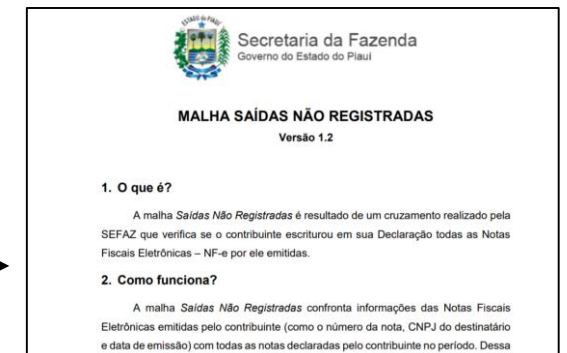 Secretaria da Fazenda
Governo do Estado do Piauí
MALHA SAÍDAS NÃO REGISTRADAS
Versão 1.2
1. O que é?
A malha Saídas Não Registradas é resultado de um cruzamento realizado pela
SEFAZ que verifica se o contribuinte escriturou em sua Declaração todas as Notas
Fiscais Eletrônicas – NF-e por ele emitidas.
2. Como funciona?
A malha Saídas Não Registradas confronta informações das Notas Fiscais
Eletrônicas emitidas pelo contribuinte (como o número da nota, CNPJ do destinatário
e data de emissão) com todas as notas declaradas pelo contribuinte no período. Dessa